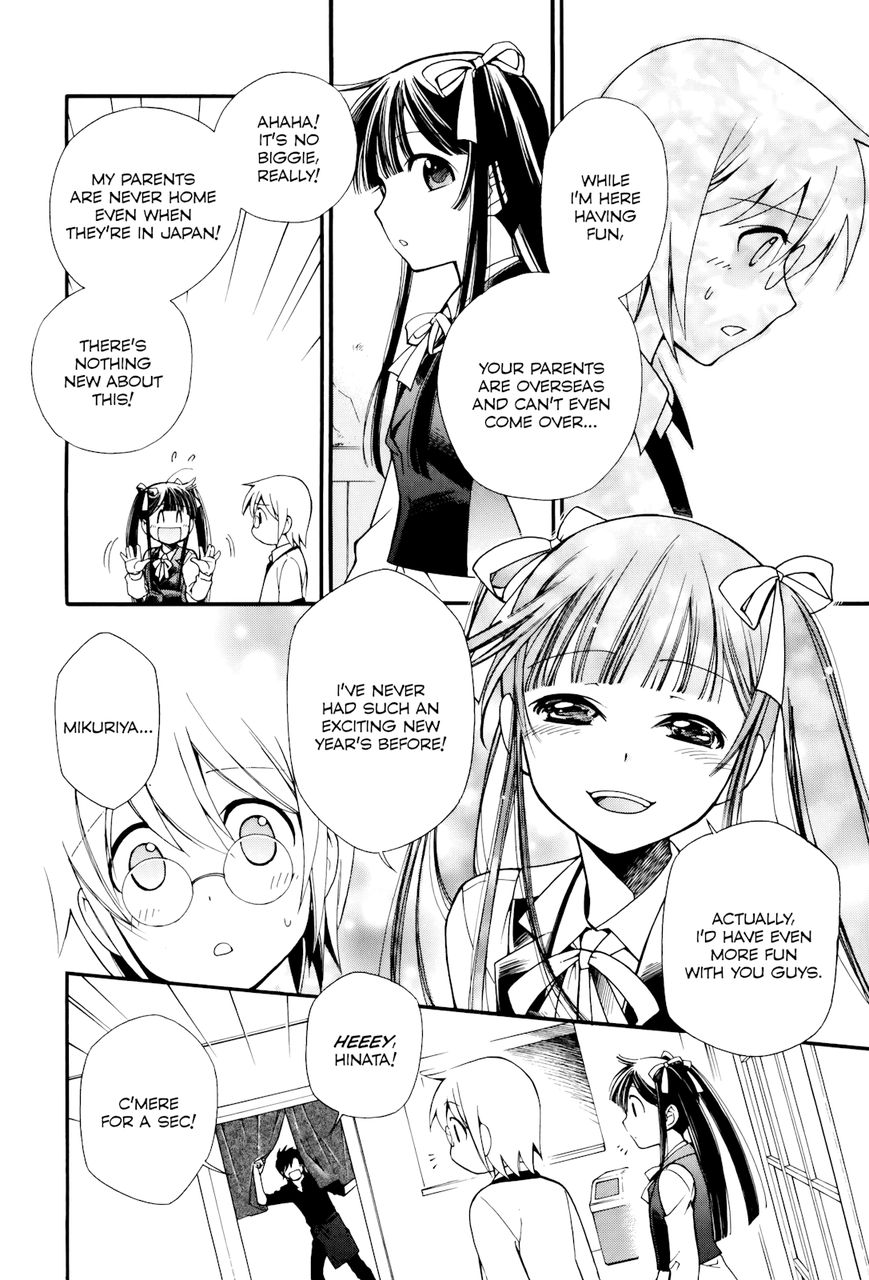 WHILE
I'M HERE
HAVING
FUN,
YOUR PARENTS
ARE OVERSEAS
AND CAN'T EVEN
COME OVER...
AHAHA!
IT'S NO
BIGGIE,
REALLY!
MY PARENTS
ARE NEVER HOME
EVEN WHEN
THEY'RE IN JAPAN!
THERE'S
NOTHING
NEW ABOUT
THIS!
ACTUALLY,
I'D HAVE EVEN
MORE FUN
WITH YOU GUYS.
I'VE NEVER
HAD SUCH AN
EXCITING NEW
YEAR'S BEFORE!
MIKURIYA...
HEEEY,
HINATA!
C'MERE
FOR A SEC!